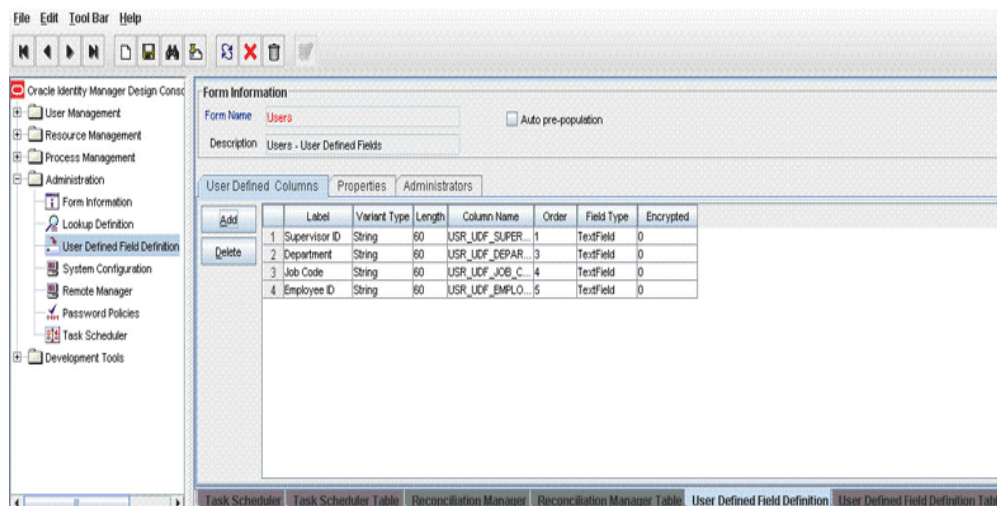 File Edit Tool Bar Help
Oracle Identity Manager Design Consc
User Management
Resource Management
Process Management
Administration
Form Information
Lookup Definition
User Defined Field Definition
System Configuration
Remote Manager
Password Policies
Task Scheduler
Development Tools
Form Information
Form Name Users
Auto pre-population
Description Users - User Defined Fields
User Defined Columns Properties Administrators
Add
Delete
Label Variant Type Length Column Name Order Field Type Encrypted
1 Supervisor ID String 60 USR_UDF_SUPER... 1 TextField 0
2 Department String 60 USR_UDF_DEPAR... 3 TextField 0
3 Job Code String 60 USR_UDF_JOB_C... 4 TextField 0
4 Employee ID String 60 USR_UDF_EMPLO... 5 TextField 0
Task Scheduler Task Scheduler Table Reconciliation Manager Reconciliation Manager Table User Defined Field Definition User Defined Field Definition Tabl